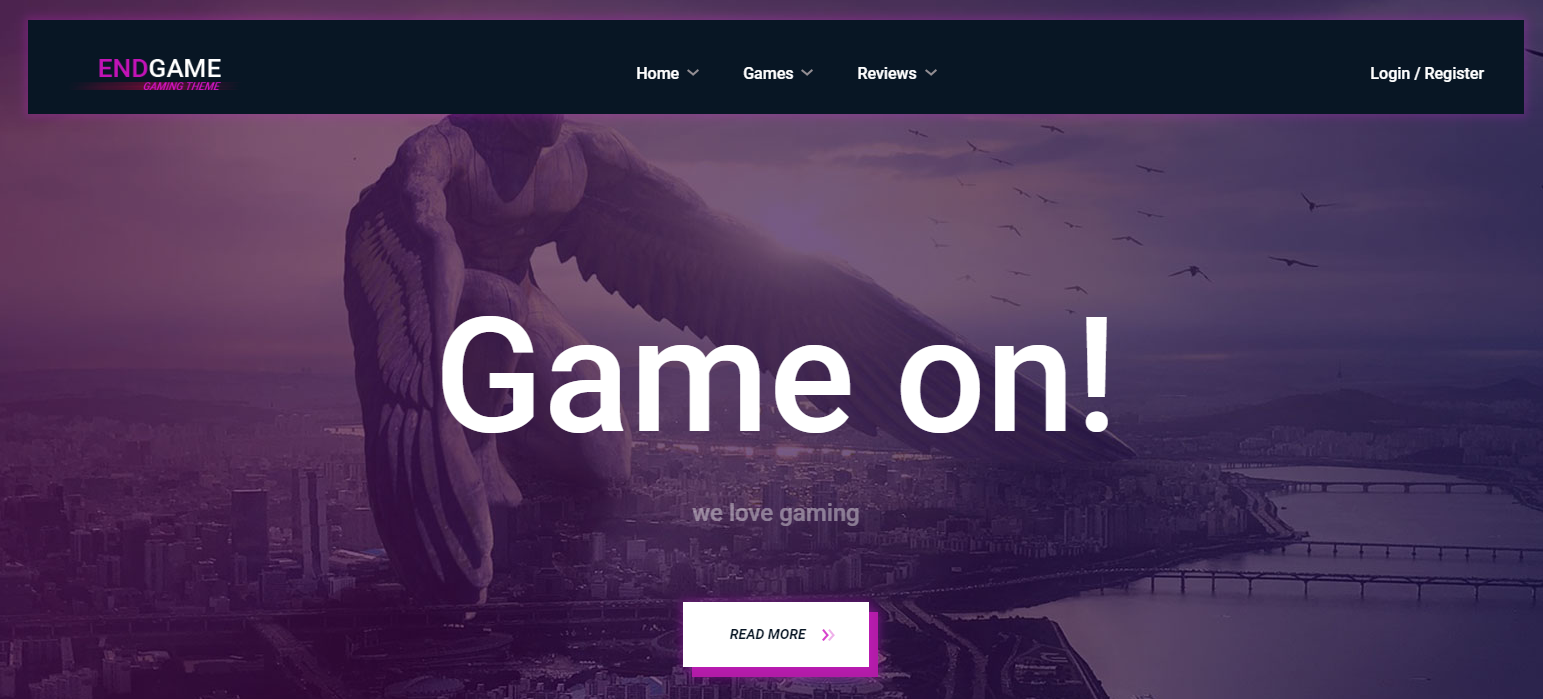 ENDGAME
GAMING THEME
Home
Games
Reviews
Login / Register
Game on!
we love gaming
READ MORE